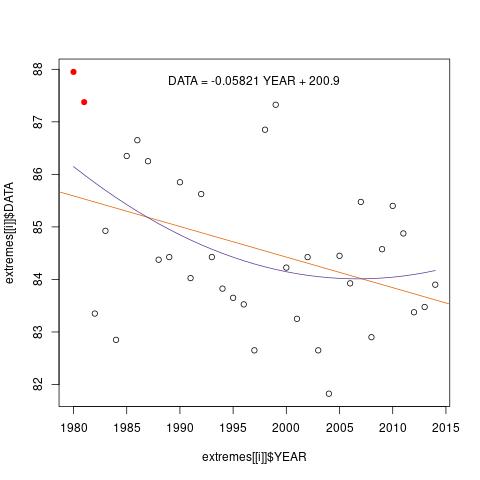 DATA = -0.05821 YEAR + 200.9
extremes[[i]]$DATA
88
87
86
85
84
83
82
1980 1985 1990 1995 2000 2005 2010 2015
extremes[[i]]$YEAR